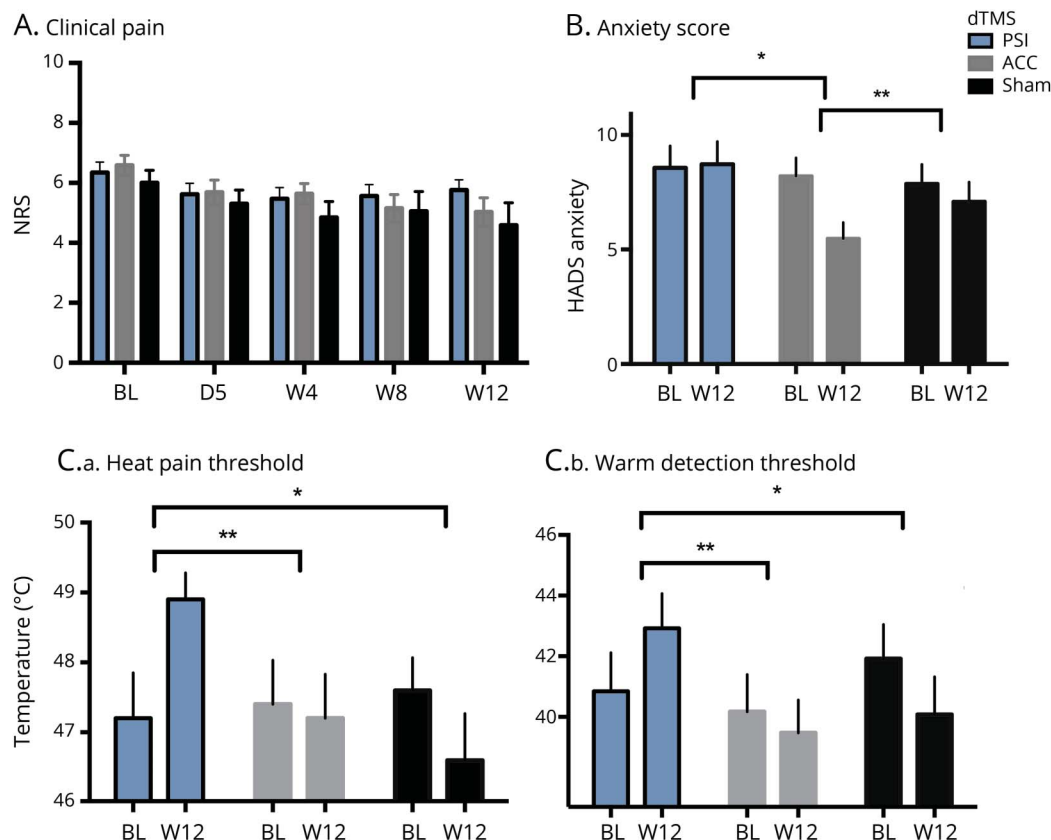 A. Clinical pain
10
8
6
4
2
0
NRS
BL D5 W4 W8 W12
B. Anxiety score
dTMS
PSI
ACC
Sham
*
**
10
5
0
HADS anxiety
BL W12 BL W12 BL W12
C.a. Heat pain threshold
*
**
50
49
48
47
46
Temperature (°C)
BL W12 BL W12 BL W12
C.b. Warm detection threshold
*
**
46
44
42
40
BL W12 BL W12 BL W12